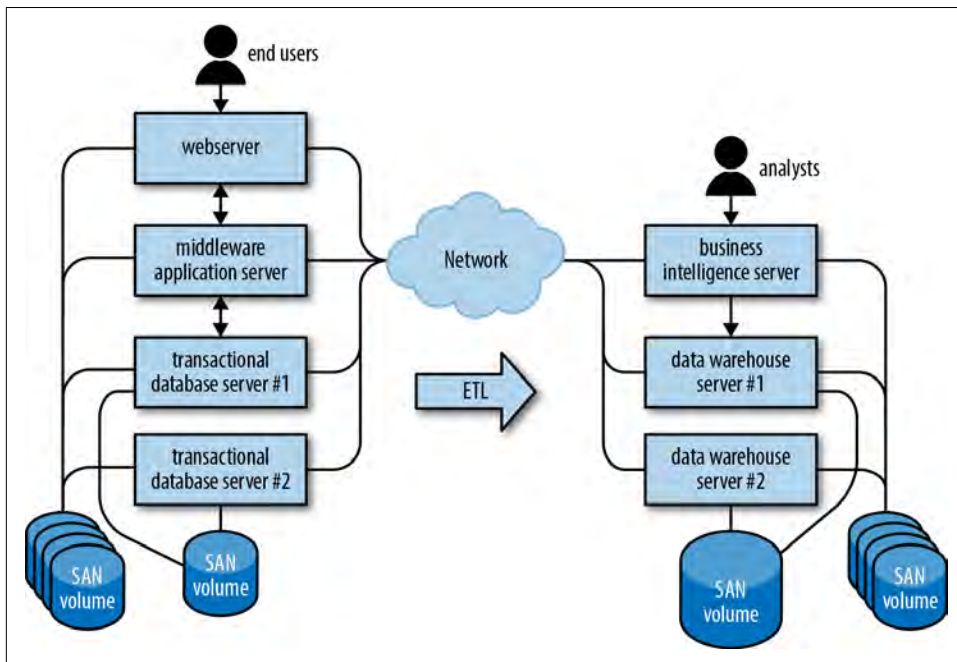 end users
webserver
middleware
application server
transactional
database server #1
transactional
database server #2
SAN
volume
SAN
volume
Network
ETL
analysts
business
intelligence server
data warehouse
server #1
data warehouse
server #2
SAN
volume
SAN
volume